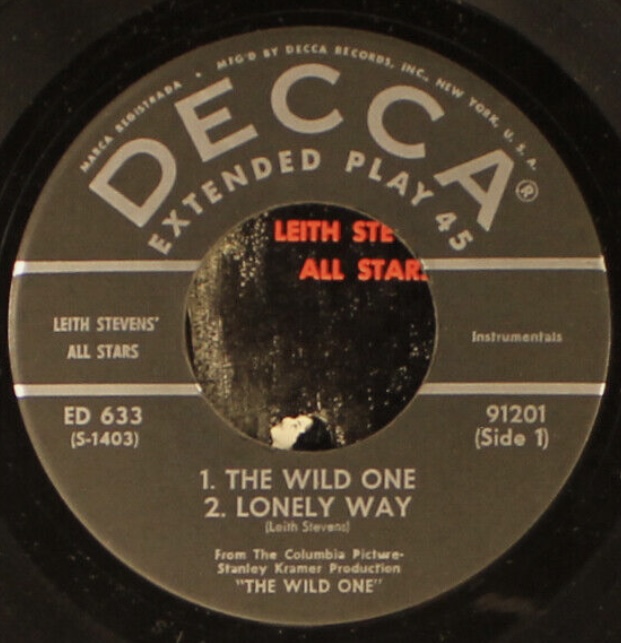 MARCA REGISTRADA • MFG'D BY DECCA RECORDS, INC., NEW YORK, U. S. A.
DECCA®
EXTENDED PLAY 45
LEITH STE
ALL STAR
LEITH STEVENS'
ALL STARS
Instrumentals
ED 633
(S-1403)
91201
(Side 1)
1. THE WILD ONE
2. LONELY WAY
(Leith Stevens)
From The Columbia Picture-
Stanley Kramer Production
"THE WILD ONE"